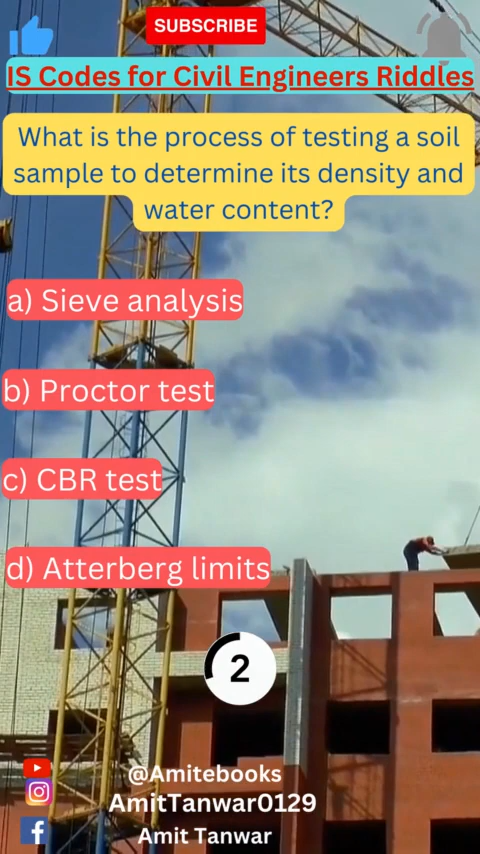 SUBSCRIBE
IS Codes for Civil Engineers Riddles
What is the process of testing a soil
sample to determine its density and
water content?
a) Sieve analysis
b) Proctor test
c) CBR test
d) Atterberg limits
2
@Amitebooks
AmitTanwar0129
Amit Tanwar